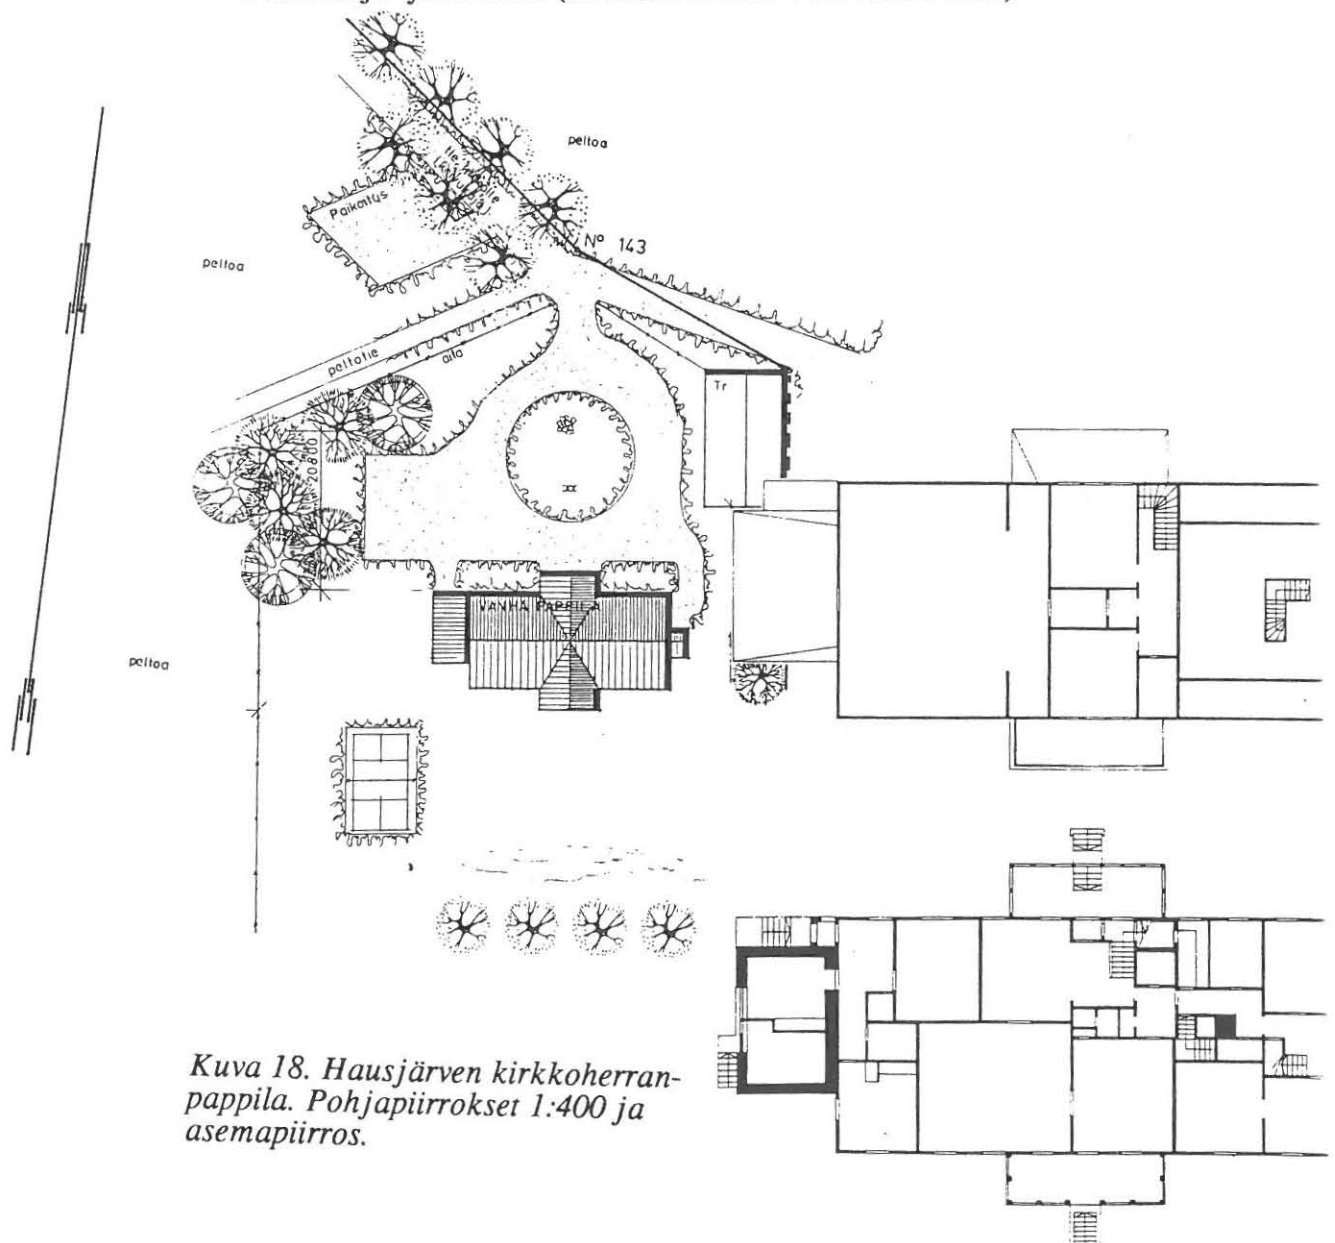 peltoa
Paikoitus
Nº 143
peltoa
peltotie
aita
Tr
20800
VANHA PAPPILA
peltoa
Kuva 18. Hausjärven kirkkoherran-
pappila. Pohjapiirrokset 1:400 ja
asemapiirros.